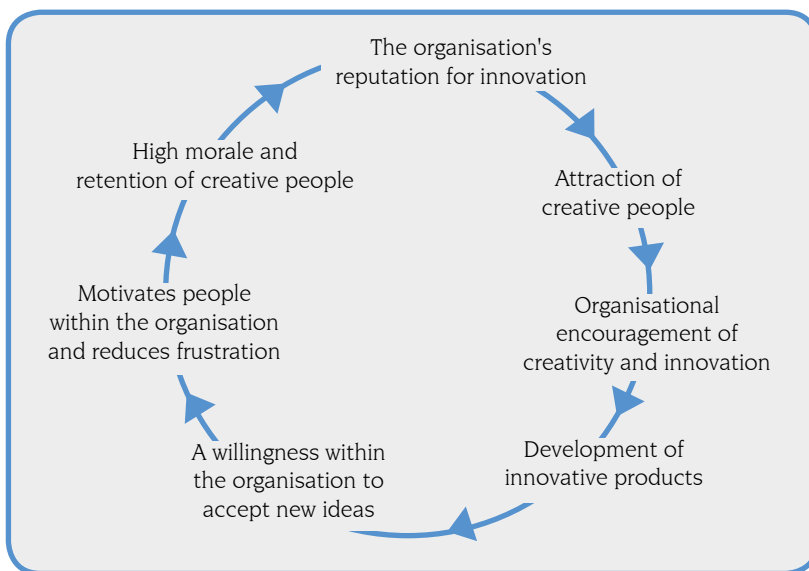 The organisation's
reputation for innovation
Attraction of
creative people
Organisational
encouragement of
creativity and innovation
Development of
innovative products
A willingness within
the organisation to
accept new ideas
Motivates people
within the organisation
and reduces frustration
High morale and
retention of creative people